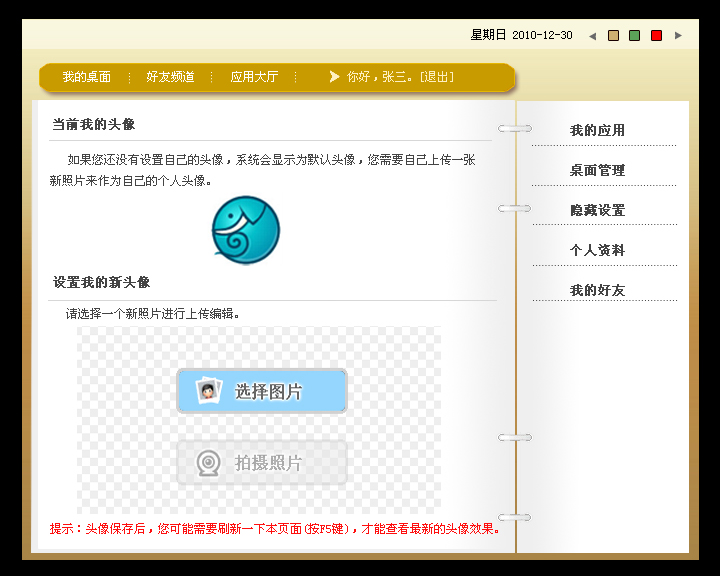 星期日 2010-12-30
我的桌面 好友频道 应用大厅 你好，张三。[退出]
当前我的头像
如果您还没有设置自己的头像，系统会显示为默认头像，您需要自己上传一张
新照片来作为自己的个人头像。
设置我的新头像
请选择一个新照片进行上传编辑。
选择图片
拍摄照片
提示：头像保存后，您可能需要刷新一下本页面(按F5键)，才能查看最新的头像效果。
我的应用
桌面管理
隐藏设置
个人资料
我的好友